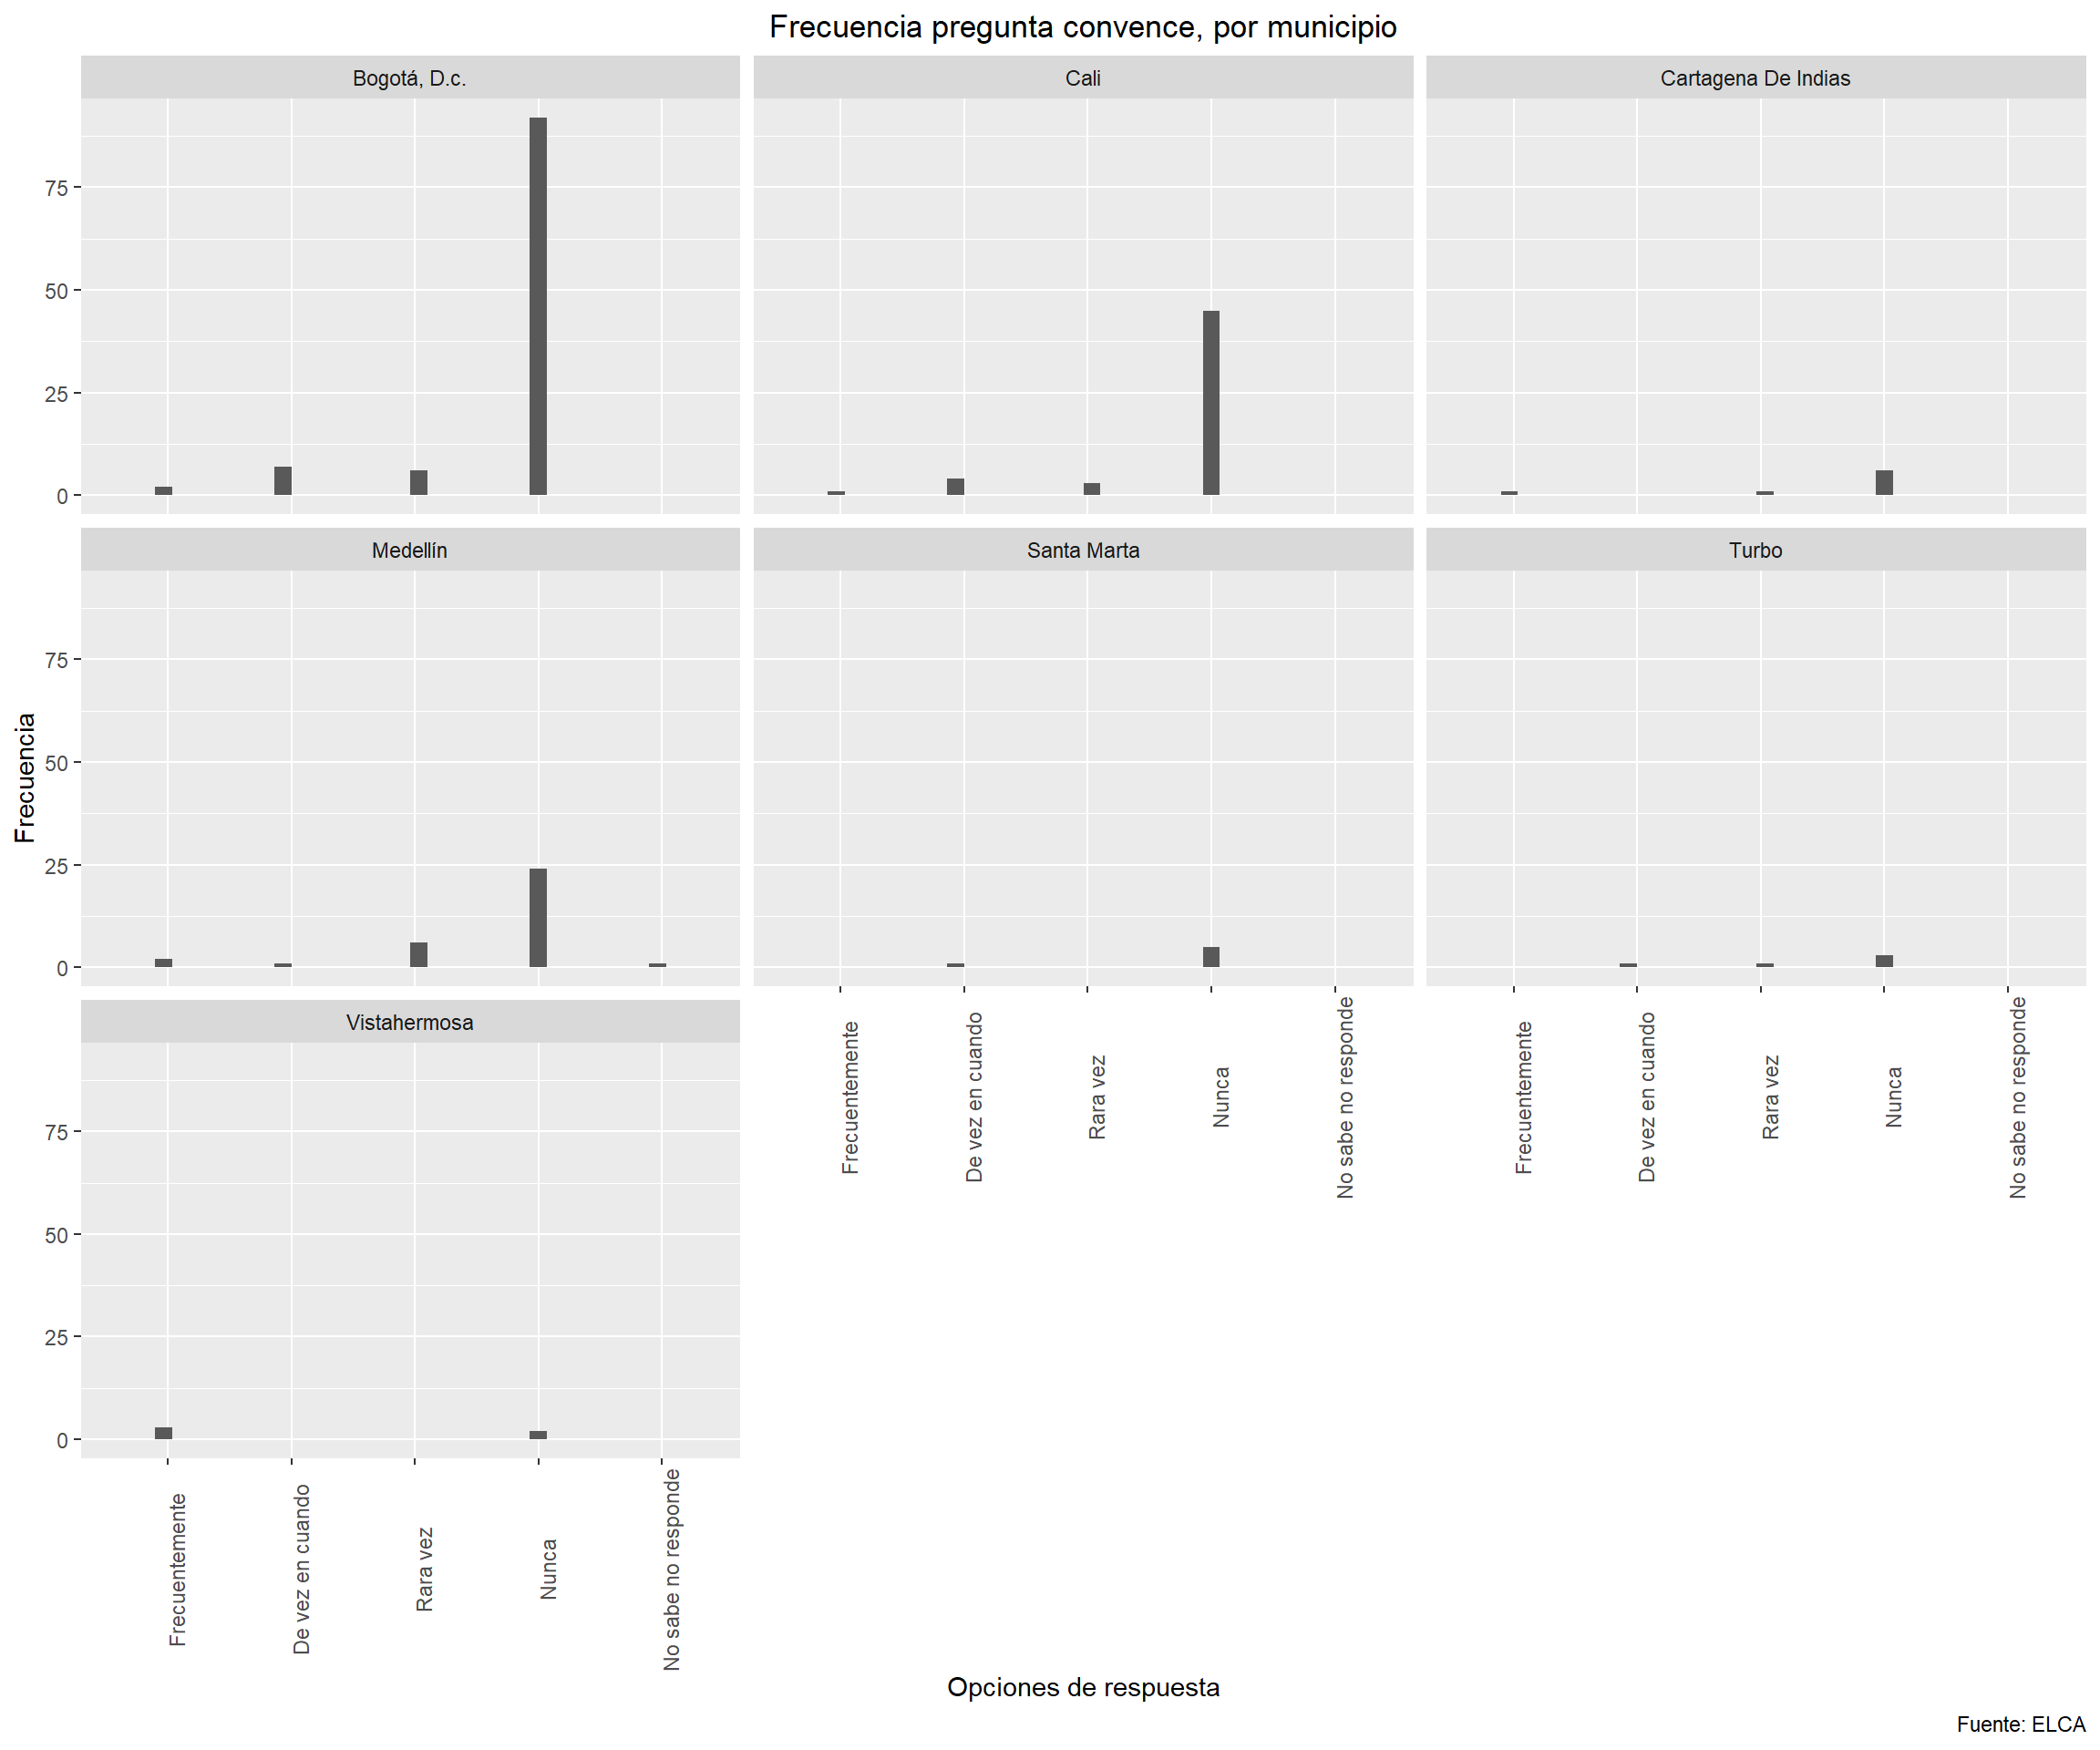 Frecuencia pregunta convence, por municipio
Bogotá, D.c.
Cali
Cartagena De Indias
75
50
25
0
Medellín
Santa Marta
Turbo
75
50
25
0
Frecuencia
Vistahermosa
Frecuentemente
De vez en cuando
Rara vez
Nunca
No sabe no responde
Frecuentemente
De vez en cuando
Rara vez
Nunca
No sabe no responde
75
50
25
0
Frecuentemente
De vez en cuando
Rara vez
Nunca
No sabe no responde
Opciones de respuesta
Fuente: ELCA